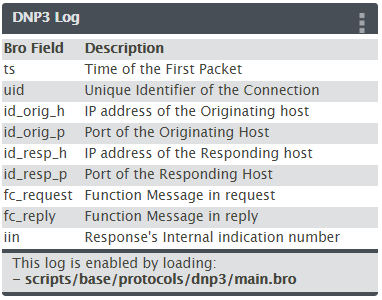 DNP3 Log
Bro Field Description
ts Time of the First Packet
uid Unique Identifier of the Connection
id_orig_h IP address of the Originating host
id_orig_p Port of the Originating Host
id_resp_h IP address of the Responding host
id_resp_p Port of the Responding Host
fc_request Function Message in request
fc_reply Function Message in reply
iin Response's Internal indication number
This log is enabled by loading:
– scripts/base/protocols/dnp3/main.bro